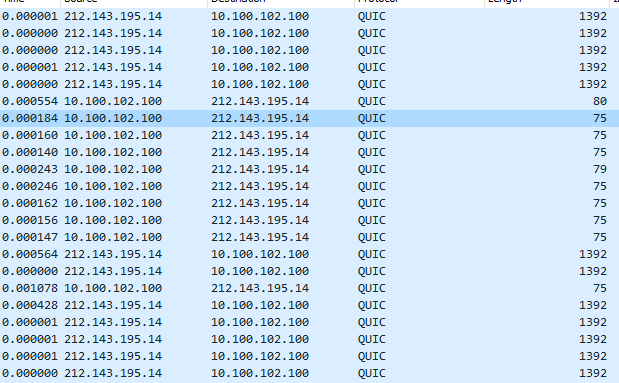 Time Source Destination Protocol Length
0.000001 212.143.195.14 10.100.102.100 QUIC 1392
0.000000 212.143.195.14 10.100.102.100 QUIC 1392
0.000000 212.143.195.14 10.100.102.100 QUIC 1392
0.000001 212.143.195.14 10.100.102.100 QUIC 1392
0.000000 212.143.195.14 10.100.102.100 QUIC 1392
0.000554 10.100.102.100 212.143.195.14 QUIC 80
0.000184 10.100.102.100 212.143.195.14 QUIC 75
0.000160 10.100.102.100 212.143.195.14 QUIC 75
0.000140 10.100.102.100 212.143.195.14 QUIC 75
0.000243 10.100.102.100 212.143.195.14 QUIC 79
0.000246 10.100.102.100 212.143.195.14 QUIC 75
0.000162 10.100.102.100 212.143.195.14 QUIC 75
0.000156 10.100.102.100 212.143.195.14 QUIC 75
0.000147 10.100.102.100 212.143.195.14 QUIC 75
0.000564 212.143.195.14 10.100.102.100 QUIC 1392
0.000000 212.143.195.14 10.100.102.100 QUIC 1392
0.001078 10.100.102.100 212.143.195.14 QUIC 75
0.000428 212.143.195.14 10.100.102.100 QUIC 1392
0.000001 212.143.195.14 10.100.102.100 QUIC 1392
0.000001 212.143.195.14 10.100.102.100 QUIC 1392
0.000001 212.143.195.14 10.100.102.100 QUIC 1392
0.000000 212.143.195.14 10.100.102.100 QUIC 1392